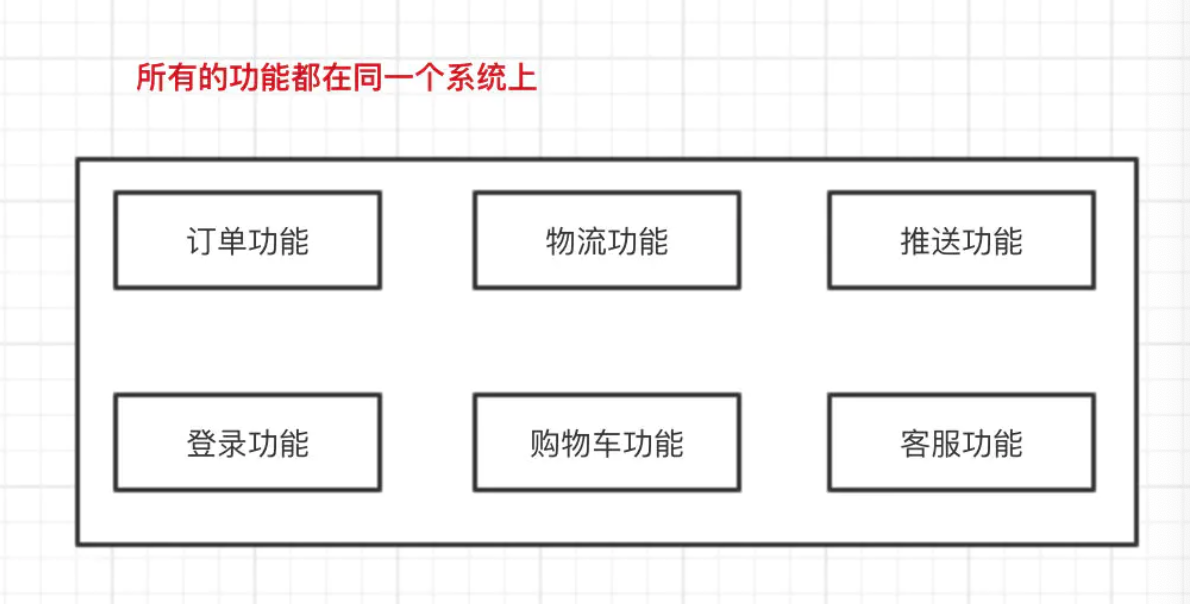 所有的功能都在同一个系统上
订单功能
物流功能
推送功能
登录功能
购物车功能
客服功能